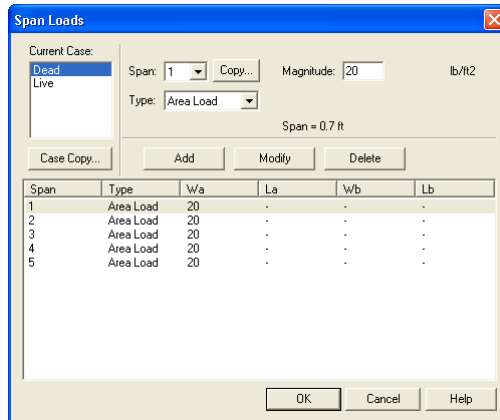 Span Loads
Current Case:
Dead
Live
Span: 1 Copy... Magnitude: 20 lb/ft2
Type: Area Load
Span = 0.7 ft
Case Copy... Add Modify Delete
Span Type Wa La Wb Lb
1 Area Load 20 - - -
2 Area Load 20 - - -
3 Area Load 20 - - -
4 Area Load 20 - - -
5 Area Load 20 - - -
OK Cancel Help